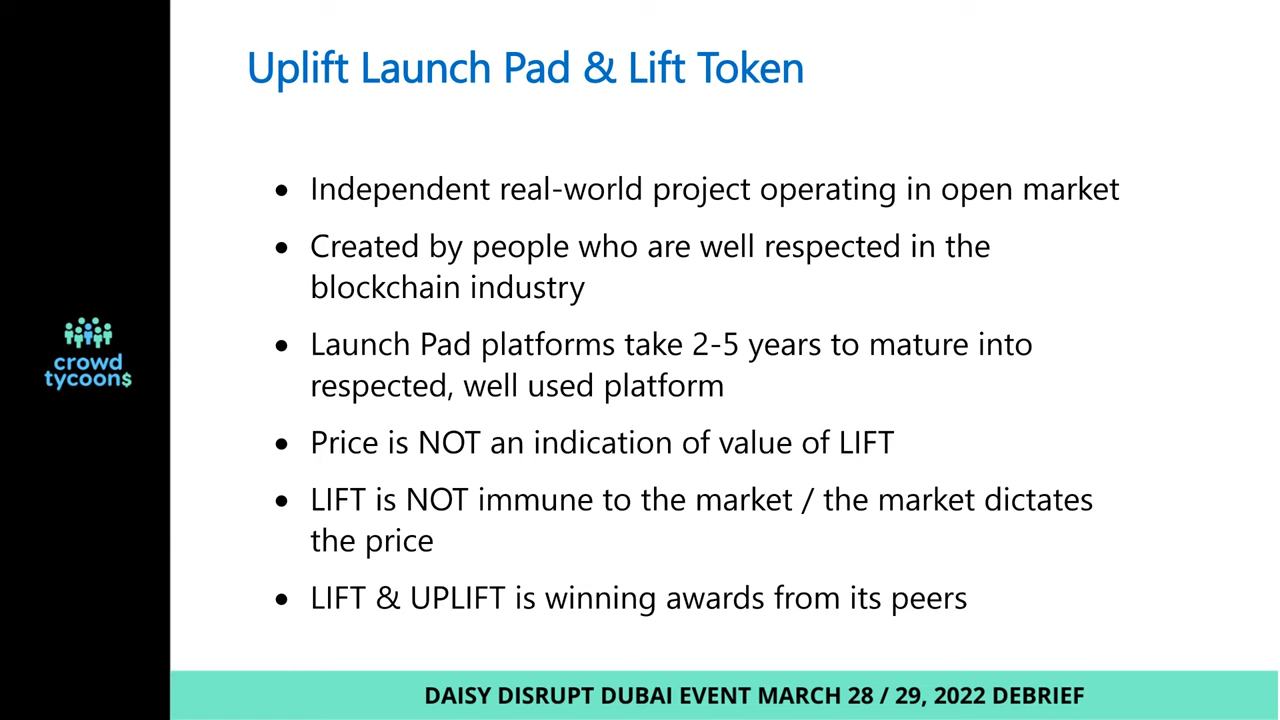 Uplift Launch Pad & Lift Token
• Independent real-world project operating in open market
• Created by people who are well respected in the
blockchain industry
• Launch Pad platforms take 2-5 years to mature into
respected, well used platform
• Price is NOT an indication of value of LIFT
• LIFT is NOT immune to the market / the market dictates
the price
• LIFT & UPLIFT is winning awards from its peers
crowd
tycoon$
DAISY DISRUPT DUBAI EVENT MARCH 28 / 29, 2022 DEBRIEF